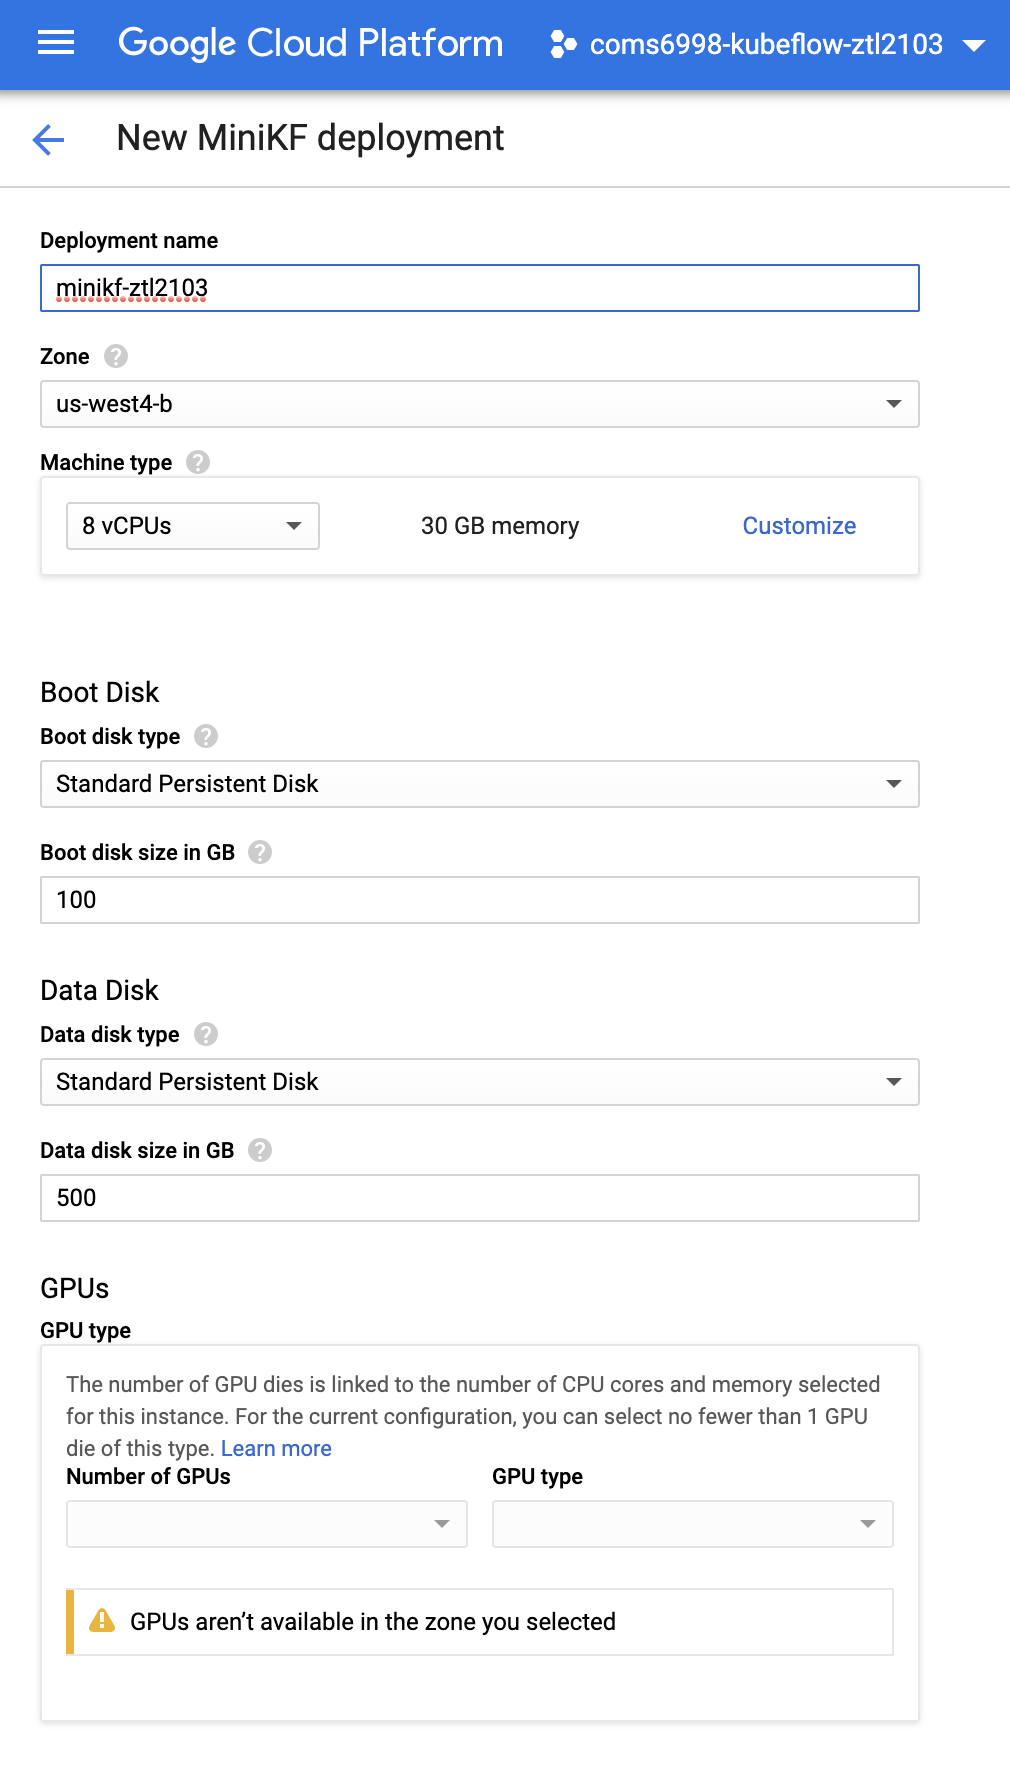 Google Cloud Platform coms6998-kubeflow-ztl2103
New MiniKF deployment
Deployment name
minikf-ztl2103
Zone ?
us-west4-b
Machine type ?
8 vCPUs 30 GB memory Customize
Boot Disk
Boot disk type ?
Standard Persistent Disk
Boot disk size in GB ?
100
Data Disk
Data disk type ?
Standard Persistent Disk
Data disk size in GB ?
500
GPUs
GPU type
The number of GPU dies is linked to the number of CPU cores and memory selected
for this instance. For the current configuration, you can select no fewer than 1 GPU
die of this type. Learn more
Number of GPUs GPU type
GPUs aren’t available in the zone you selected